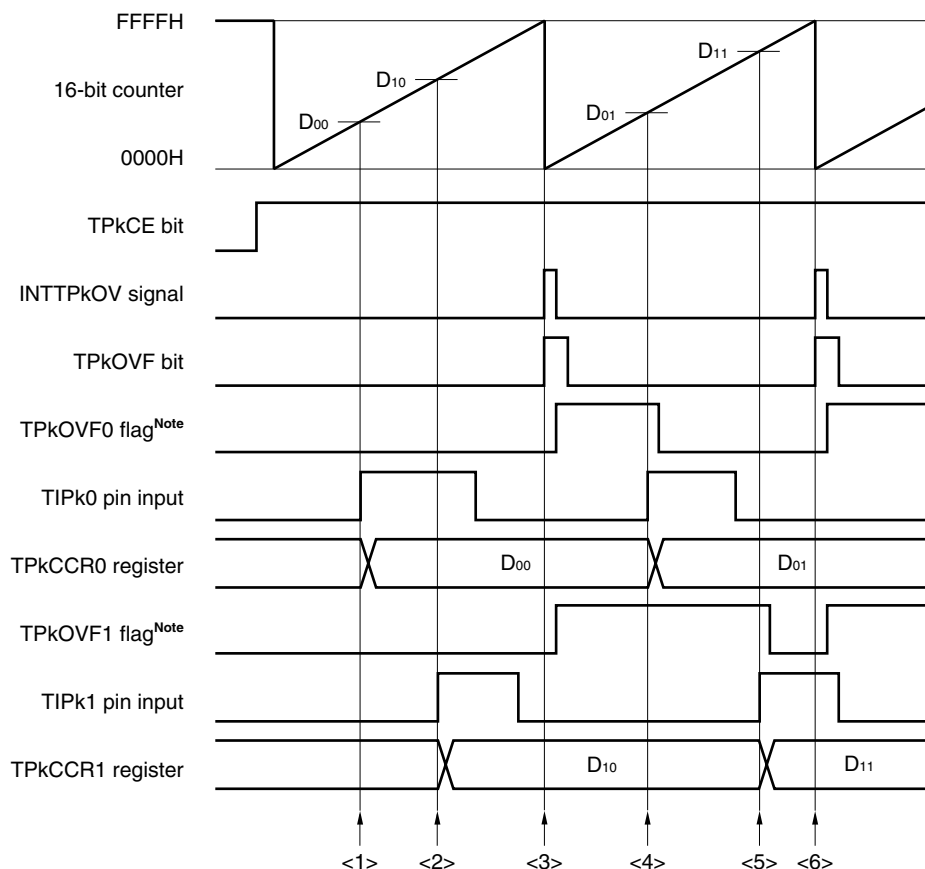 FFFFH
D10
D11
16-bit counter
D00
D01
0000H
TPkCE bit
INTTPkOV signal
TPkOVF bit
TPkOVF0 flagNote
TIPk0 pin input
TPkCCR0 register
D00
D01
TPkOVF1 flagNote
TIPk1 pin input
TPkCCR1 register
D10
D11
<1> <2> <3> <4> <5> <6>